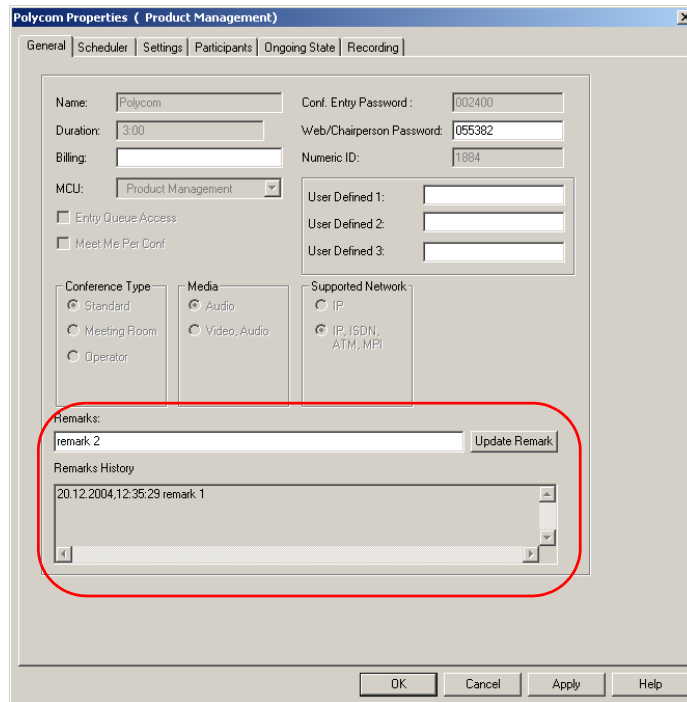 Polycom Properties ( Product Management)
General Scheduler Settings Participants Ongoing State Recording
Name: Polycom Conf. Entry Password : 002400
Duration: 3:00 Web/Chairperson Password: 055382
Billing: Numeric ID: 1884
MCU: Product Management User Defined 1:
Entry Queue Access User Defined 2:
Meet Me Per Conf User Defined 3:
Conference Type Media Supported Network
Standard Audio IP
Meeting Room Video, Audio IP, ISDN,
ATM, MPI
Operator
Remarks:
remark 2 Update Remark
Remarks History
20.12.2004,12:35:29 remark 1
OK Cancel Apply Help